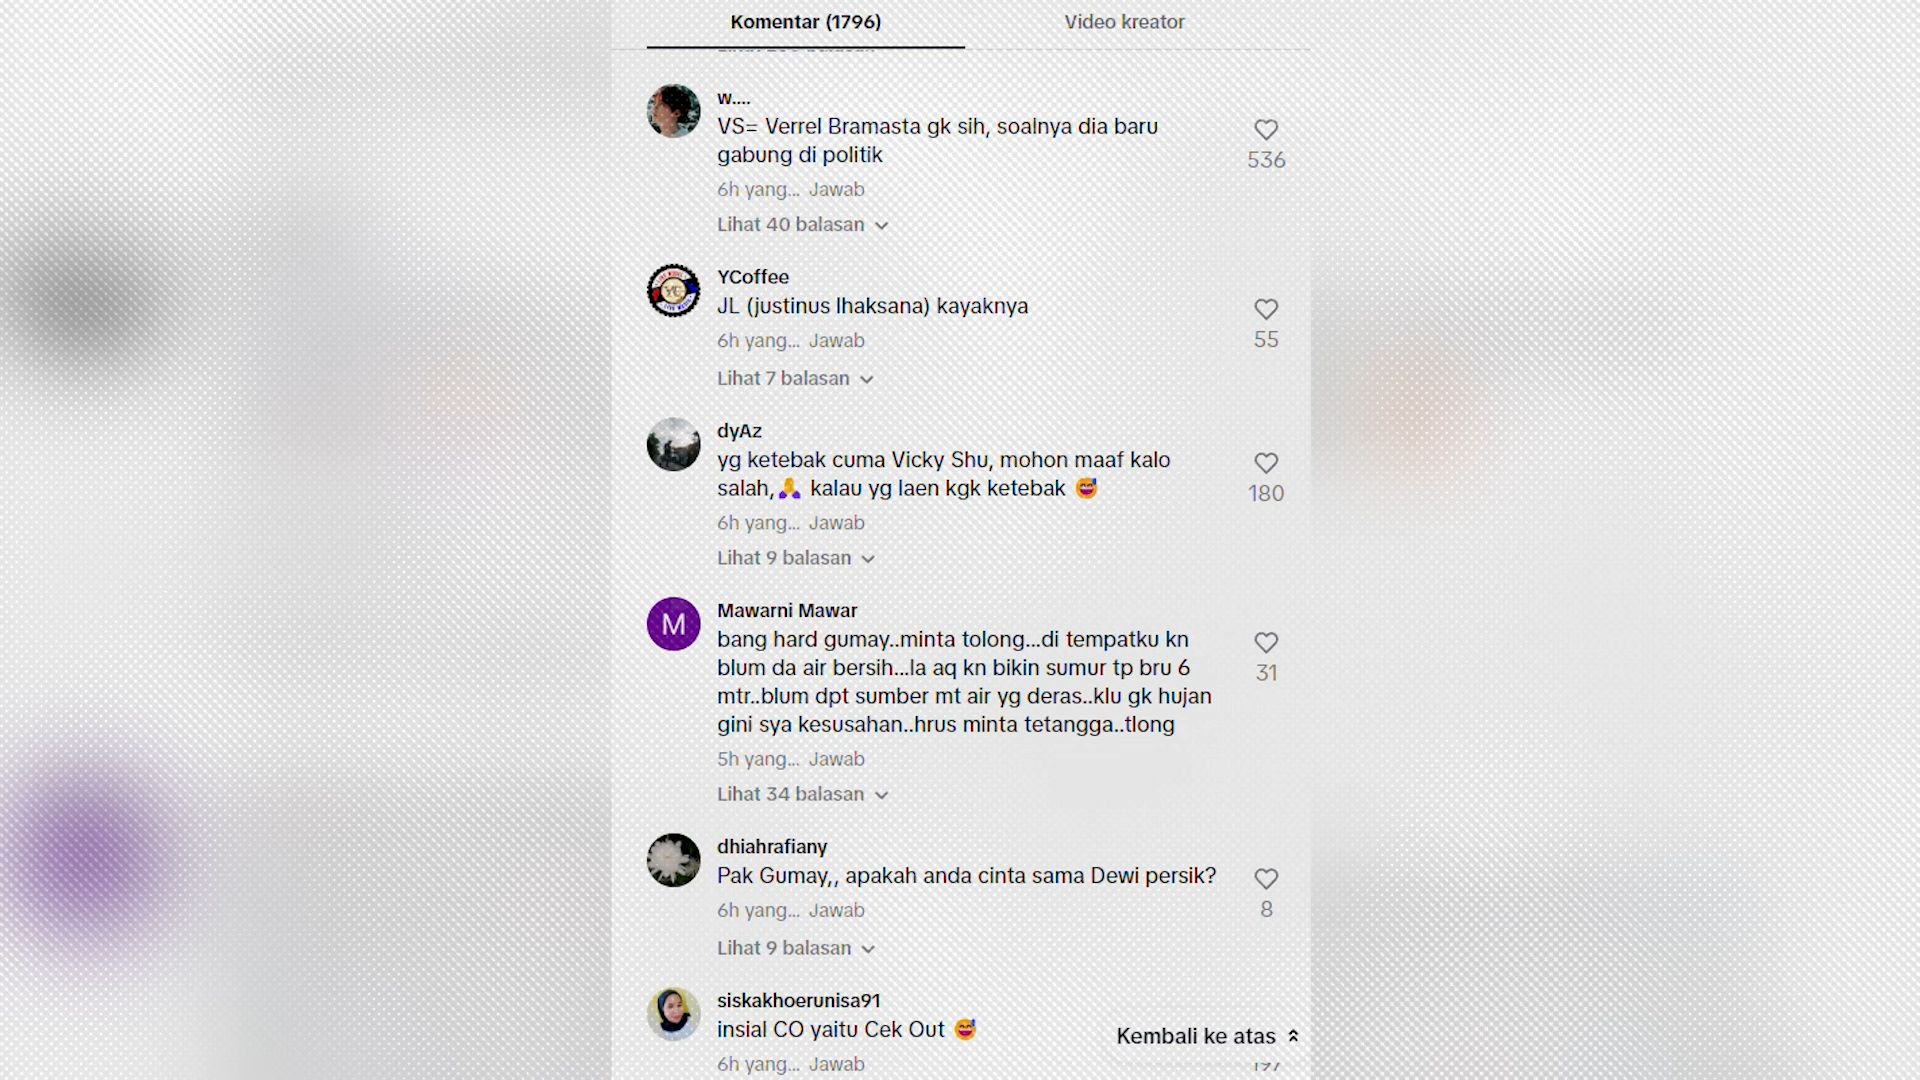 Komentar (1796)
Video kreator
w....
VS= Verrel Bramasta gk sih, soalnya dia baru
gabung di politik
536
6h yang... Jawab
Lihat 40 balasan
YCoffee
JL (justinus lhaksana) kayaknya
55
6h yang... Jawab
Lihat 7 balasan
dyAz
yg ketebak cuma Vicky Shu, mohon maaf kalo
salah,🙏 kalau yg laen kgk ketebak 😅
180
6h yang... Jawab
Lihat 9 balasan
M
Mawarni Mawar
bang hard gumay..minta tolong...di tempatku kn
blum da air bersih...la aq kn bikin sumur tp bru 6
mtr..blum dpt sumber mt air yg deras..klu gk hujan
gini sya kesusahan..hrus minta tetangga..tlong
31
5h yang... Jawab
Lihat 34 balasan
dhiahrafiany
Pak Gumay,, apakah anda cinta sama Dewi persik?
8
6h yang... Jawab
Lihat 9 balasan
siskakhoerunisa91
insial CO yaitu Cek Out 😅
Kembali ke atas
6h yang... Jawab